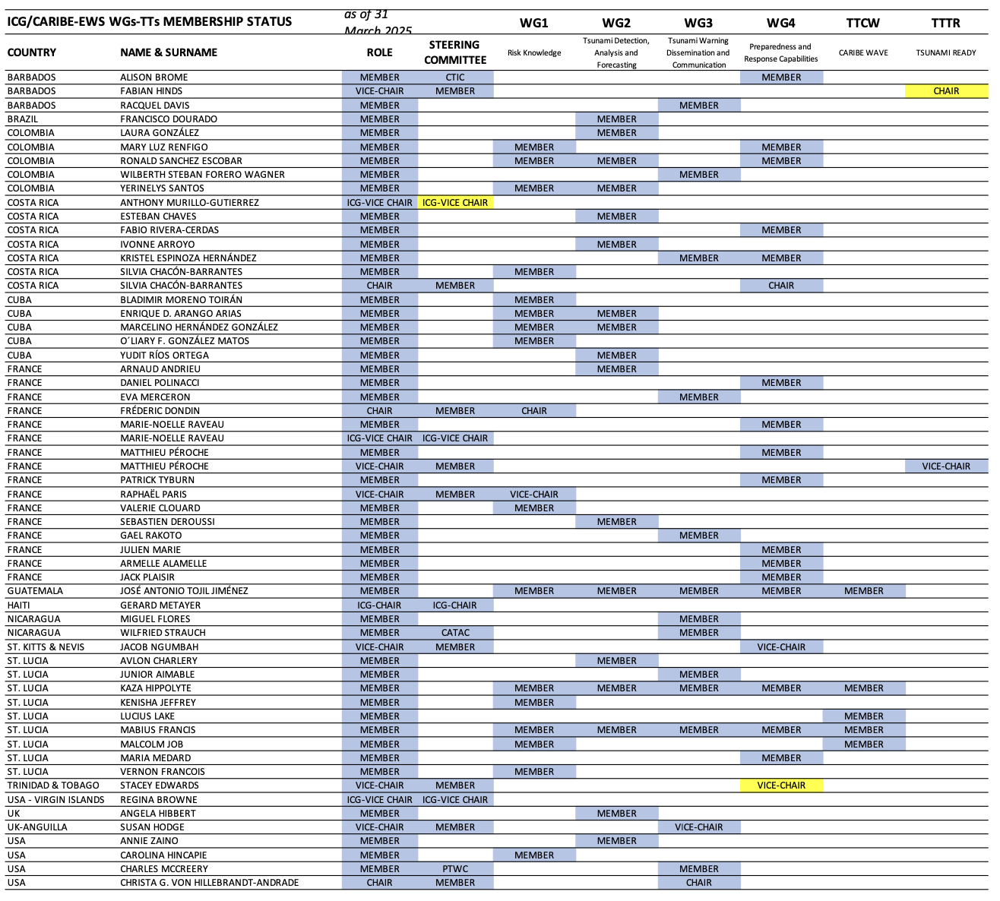 ICG/CARIBE-EWS WGs-TTs MEMBERSHIP STATUS as of 31 March 2025 WG1 WG2 WG3 WG4 TTCW TTTR
COUNTRY NAME & SURNAME ROLE STEERING COMMITTEE Risk Knowledge Tsunami Detection, Analysis and Forecasting Tsunami Warning Dissemination and Communication Preparedness and Response Capabilities CARIBE WAVE TSUNAMI READY
BARBADOS ALISON BROME MEMBER CTIC MEMBER
BARBADOS FABIAN HINDS VICE-CHAIR MEMBER CHAIR
BARBADOS RACQUEL DAVIS MEMBER MEMBER
BRAZIL FRANCISCO DOURADO MEMBER MEMBER
COLOMBIA LAURA GONZÁLEZ MEMBER MEMBER
COLOMBIA MARY LUZ RENFIGO MEMBER MEMBER MEMBER
COLOMBIA RONALD SANCHEZ ESCOBAR MEMBER MEMBER MEMBER MEMBER
COLOMBIA WILBERTH STEBAN FORERO WAGNER MEMBER MEMBER
COLOMBIA YERINELYS SANTOS MEMBER MEMBER MEMBER
COSTA RICA ANTHONY MURILLO-GUTIERREZ ICG-VICE CHAIR ICG-VICE CHAIR
COSTA RICA ESTEBAN CHAVES MEMBER MEMBER
COSTA RICA FABIO RIVERA-CERDAS MEMBER MEMBER
COSTA RICA IVONNE ARROYO MEMBER MEMBER
COSTA RICA KRISTEL ESPINOZA HERNÁNDEZ MEMBER MEMBER MEMBER
COSTA RICA SILVIA CHACÓN-BARRANTES MEMBER MEMBER
COSTA RICA SILVIA CHACÓN-BARRANTES CHAIR MEMBER CHAIR
CUBA BLADIMIR MORENO TOIRÁN MEMBER MEMBER
CUBA ENRIQUE D. ARANGO ARIAS MEMBER MEMBER MEMBER
CUBA MARCELINO HERNÁNDEZ GONZÁLEZ MEMBER MEMBER MEMBER
CUBA O´LIARY F. GONZÁLEZ MATOS MEMBER MEMBER
CUBA YUDIT RÍOS ORTEGA MEMBER MEMBER
FRANCE ARNAUD ANDRIEU MEMBER MEMBER
FRANCE DANIEL POLINACCI MEMBER MEMBER
FRANCE EVA MERCERON MEMBER MEMBER
FRANCE FRÉDERIC DONDIN CHAIR MEMBER CHAIR
FRANCE MARIE-NOELLE RAVEAU MEMBER MEMBER
FRANCE MARIE-NOELLE RAVEAU ICG-VICE CHAIR ICG-VICE CHAIR
FRANCE MATTHIEU PÉROCHE MEMBER MEMBER
FRANCE MATTHIEU PÉROCHE VICE-CHAIR MEMBER VICE-CHAIR
FRANCE PATRICK TYBURN MEMBER MEMBER
FRANCE RAPHAËL PARIS VICE-CHAIR MEMBER VICE-CHAIR
FRANCE VALERIE CLOUARD MEMBER MEMBER
FRANCE SEBASTIEN DEROUSSI MEMBER MEMBER
FRANCE GAEL RAKOTO MEMBER MEMBER
FRANCE JULIEN MARIE MEMBER MEMBER
FRANCE ARMELLE ALAMELLE MEMBER MEMBER
FRANCE JACK PLAISIR MEMBER MEMBER
GUATEMALA JOSÉ ANTONIO TOJIL JIMÉNEZ MEMBER MEMBER MEMBER MEMBER MEMBER MEMBER
HAITI GERARD METAYER ICG-CHAIR ICG-CHAIR
NICARAGUA MIGUEL FLORES MEMBER MEMBER
NICARAGUA WILFRIED STRAUCH MEMBER CATAC MEMBER
ST. KITTS & NEVIS JACOB NGUMBAH VICE-CHAIR MEMBER VICE-CHAIR
ST. LUCIA AVLON CHARLERY MEMBER MEMBER
ST. LUCIA JUNIOR AIMABLE MEMBER MEMBER
ST. LUCIA KAZA HIPPOLYTE MEMBER MEMBER MEMBER MEMBER MEMBER MEMBER
ST. LUCIA KENISHA JEFFREY MEMBER MEMBER
ST. LUCIA LUCIUS LAKE MEMBER MEMBER
ST. LUCIA MABIUS FRANCIS MEMBER MEMBER MEMBER MEMBER MEMBER MEMBER
ST. LUCIA MALCOLM JOB MEMBER MEMBER MEMBER
ST. LUCIA MARIA MEDARD MEMBER MEMBER
ST. LUCIA VERNON FRANCOIS MEMBER MEMBER
TRINIDAD & TOBAGO STACEY EDWARDS VICE-CHAIR MEMBER VICE-CHAIR
USA - VIRGIN ISLANDS REGINA BROWNE ICG-VICE CHAIR ICG-VICE CHAIR
UK ANGELA HIBBERT MEMBER MEMBER
UK-ANGUILLA SUSAN HODGE VICE-CHAIR MEMBER VICE-CHAIR
USA ANNIE ZAINO MEMBER MEMBER
USA CAROLINA HINCAPIE MEMBER MEMBER
USA CHARLES MCCREERY MEMBER PTWC MEMBER
USA CHRISTA G. VON HILLEBRANDT-ANDRADE CHAIR MEMBER CHAIR